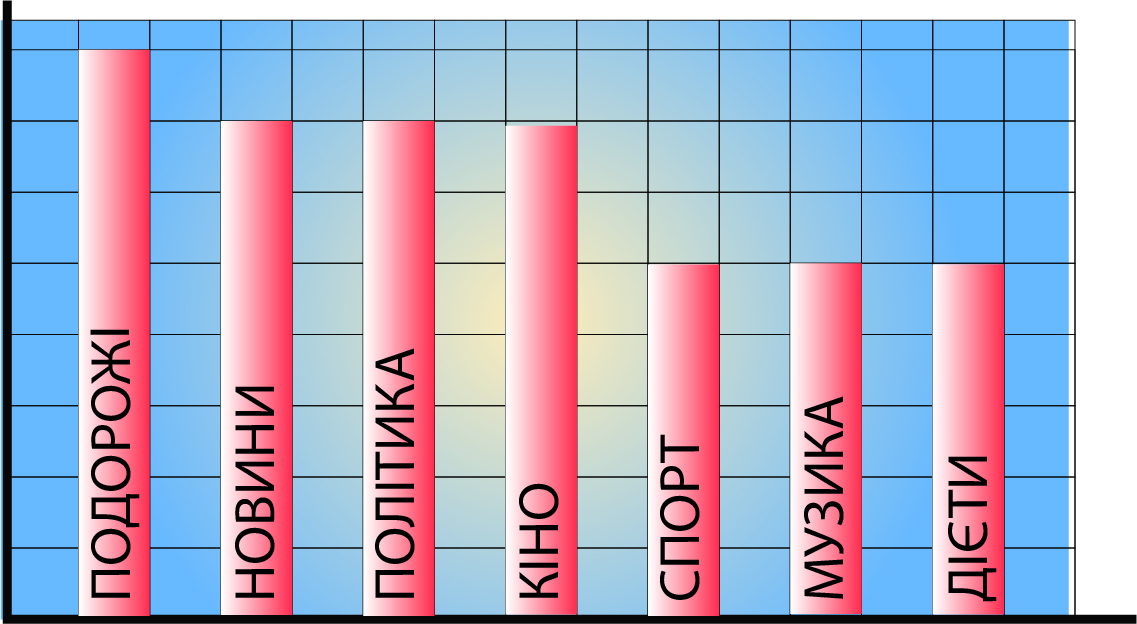 ПОДОРОЖІ
НОВИНИ
ПОЛІТИКА
КІНО
СПОРТ
МУЗИКА
ДІЄТИ